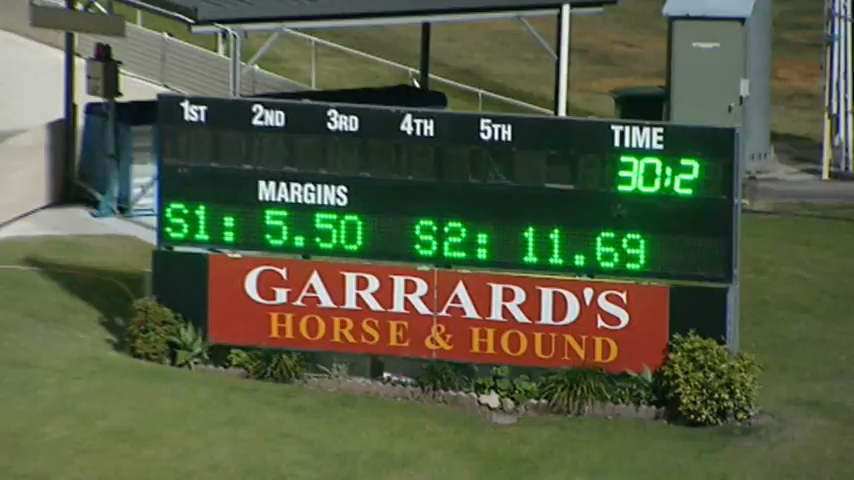 1ST 2ND 3RD 4TH 5TH TIME
30:2
MARGINS
S1: 5.50 S2: 11.69
GARRARD'S
HORSE & HOUND